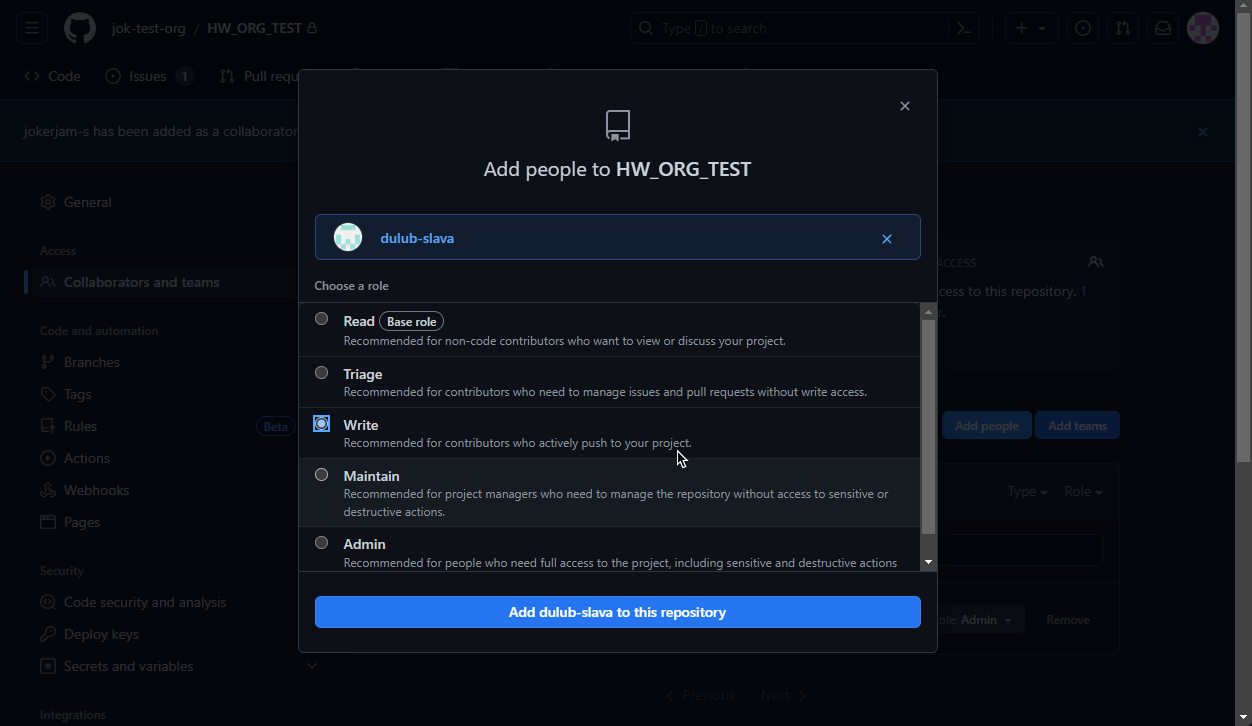 jok-test-org / HW_ORG_TEST
Type / to search
Code
Issues 1
Pull requ
jokerjam-s has been added as a collaborator
Add people to HW_ORG_TEST
dulub-slava
Choose a role
Read Base role
Recommended for non-code contributors who want to view or discuss your project.
Triage
Recommended for contributors who need to manage issues and pull requests without write access.
Write
Recommended for contributors who actively push to your project.
Maintain
Recommended for project managers who need to manage the repository without access to sensitive or
destructive actions.
Admin
Recommended for people who need full access to the project, including sensitive and destructive actions
Add dulub-slava to this repository
General
Access
Collaborators and teams
Code and automation
Branches
Tags
Rules Beta
Actions
Webhooks
Pages
Security
Code security and analysis
Deploy keys
Secrets and variables
Integrations
ACCESS
cess to this repository. 1
r.
Add people
Add teams
Type
Role
ole: Admin
Remove
Previous
Next